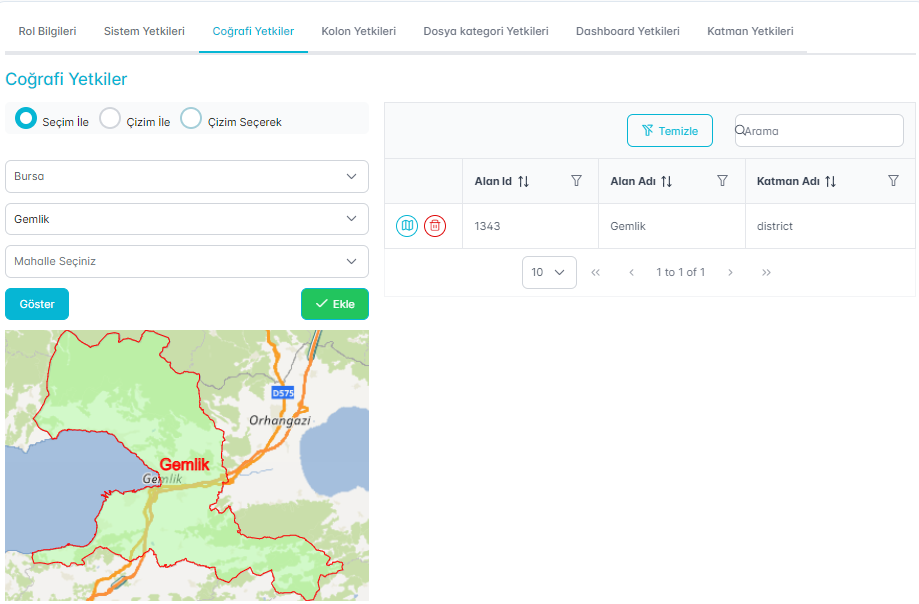 Rol Bilgileri Sistem Yetkileri Coğrafi Yetkiler Kolon Yetkileri Dosya kategori Yetkileri Dashboard Yetkileri Katman Yetkileri
Coğrafi Yetkiler
Seçim İle Çizim İle Çizim Seçerek
Bursa
Gemlik
Mahalle Seçiniz
Göster Ekle
D575
Orhangazi
Gemlik
Gemlik
Temizle Arama
Alan Id Alan Adı Katman Adı
1343 Gemlik district
10 « ‹ 1 to 1 of 1 › »